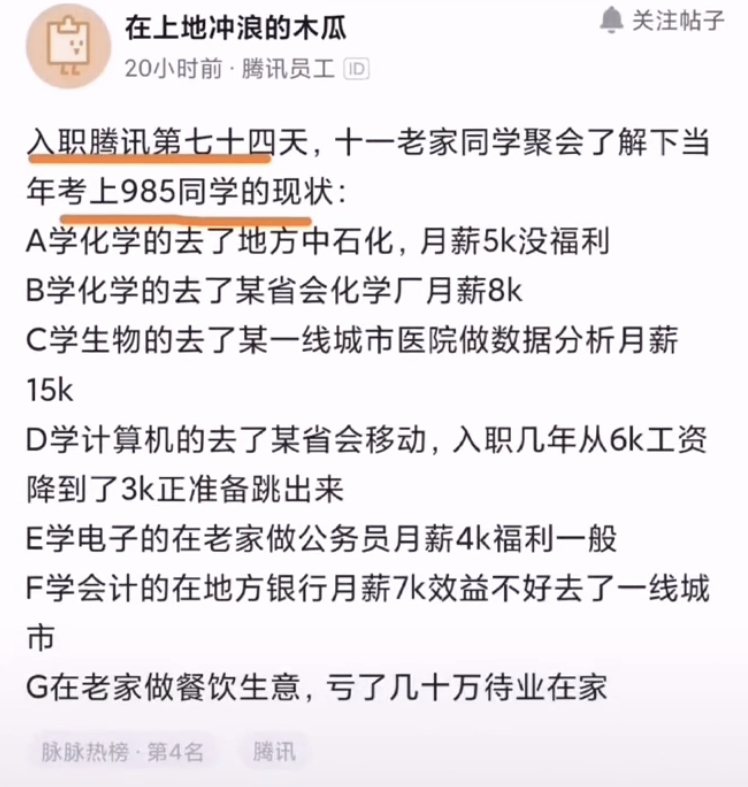 在上地冲浪的木瓜
关注帖子
20小时前 · 腾讯员工 ID
入职腾讯第七十四天，十一老家同学聚会了解下当
年考上985同学的现状：
A学化学的去了地方中石化，月薪5k没福利
B学化学的去了某省会化学厂月薪8k
C学生物的去了某一线城市医院做数据分析月薪
15k
D学计算机的去了某省会移动，入职几年从6k工资
降到了3k正准备跳出来
E学电子的在老家做公务员月薪4k福利一般
F学会计的在地方银行月薪7k效益不好去了一线城
市
G在老家做餐饮生意，亏了几十万待业在家
脉脉热榜 · 第4名
腾讯